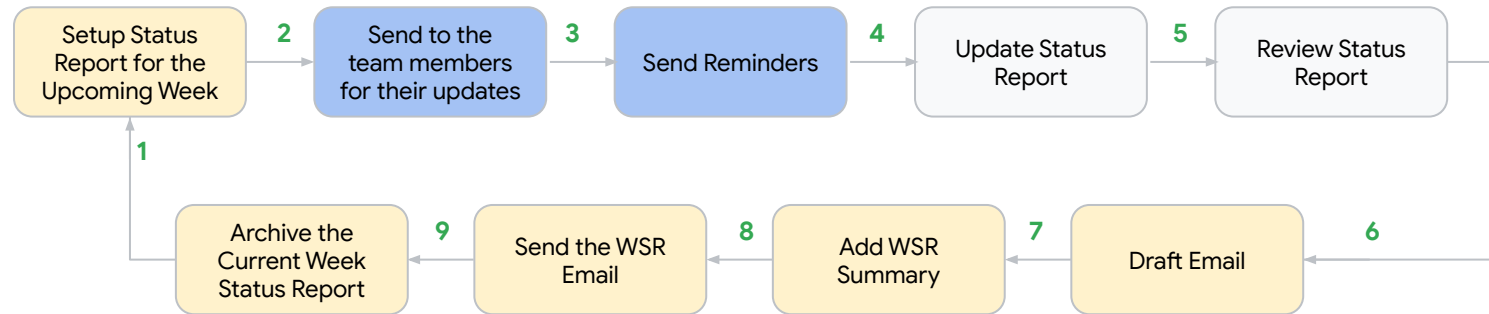 Setup Status
Report for the
Upcoming Week
2
Send to the
team members
for their updates
3
Send Reminders
4
Update Status
Report
5
Review Status
Report
1
Archive the
Current Week
Status Report
9
Send the WSR
Email
8
Add WSR
Summary
7
Draft Email
6